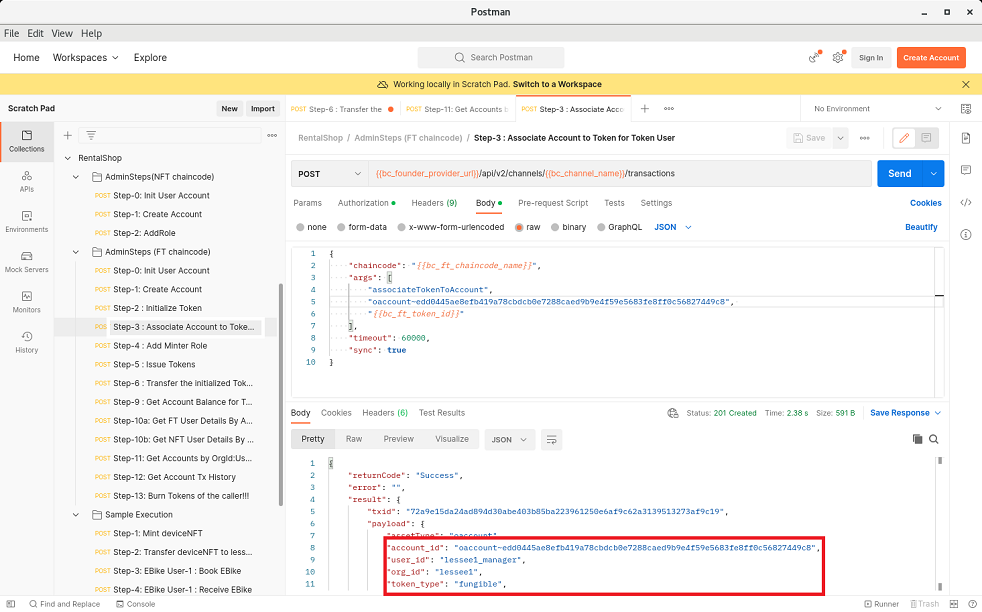 Postman
File Edit View Help
Home Workspaces Explore Search Postman Sign In Create Account
Working locally in Scratch Pad. Switch to a Workspace
Scratch Pad New Import POST Step-6 : Transfer the POST Step-11: Get Accounts b POST Step-3 : Associate Acc No Environment
Collections
APIs
Environments
Mock Servers
Monitors
History
RentalShop
AdminSteps(NFT chaincode)
POST Step-0: Init User Account
POST Step-1: Create Account
POST Step-2: AddRole
AdminSteps (FT chaincode)
POST Step-0: Init User Account
POST Step-1: Create Account
POST Step-2 : Initialize Token
POST Step-3 : Associate Account to Toke...
POST Step-4 : Add Minter Role
POST Step-5 : Issue Tokens
POST Step-6 : Transfer the initialized Tok...
POST Step-9 : Get Account Balance for T...
POST Step-10a: Get FT User Details By A...
POST Step-10b: Get NFT User Details By ...
POST Step-11: Get Accounts by OrgId:Us...
POST Step-12: Get Account Tx History
POST Step-13: Burn Tokens of the caller!!!
Sample Execution
POST Step-1: Mint deviceNFT
POST Step-2: Transfer deviceNFT to less...
POST Step-3: EBike User-1 : Book EBike
POST Step-4: EBike User-1 : Receive EBike
RentalShop / AdminSteps (FT chaincode) / Step-3 : Associate Account to Token for Token User Save
POST {{bc_founder_provider_url}}/api/v2/channels/{{bc_channel_name}}/transactions Send
Params Authorization Headers (9) Body Pre-request Script Tests Settings Cookies
none form-data x-www-form-urlencoded raw binary GraphQL JSON Beautify
1 {
2 "chaincode": "{{bc_ft_chaincode_name}}",
3 "args": [
4 "associateTokenToAccount",
5 "oaccount~edd0445ae8efb419a78cbdcb0e7288caed9b9e4f59e5683fe8ff0c56827449c8",
6 "{{bc_ft_token_id}}"
7 ],
8 "timeout": 60000,
9 "sync": true
10 }
Body Cookies Headers (6) Test Results Status: 201 Created Time: 2.38 s Size: 591 B Save Response
Pretty Raw Preview Visualize JSON
1 {
2 "returnCode": "Success",
3 "error": "",
4 "result": {
5 "txid": "72a9e15da24ad894d30abe403b85ba223961250e6af9c62a3139513273af9c19",
6 "payload": {
7 "assetType": "oaccount",
8 "account_id": "oaccount~edd0445ae8efb419a78cbdcb0e7288caed9b9e4f59e5683fe8ff0c56827449c8",
9 "user_id": "lessee1_manager",
10 "org_id": "lessee1",
11 "token_type": "fungible",
Find and Replace Console Runner Trash